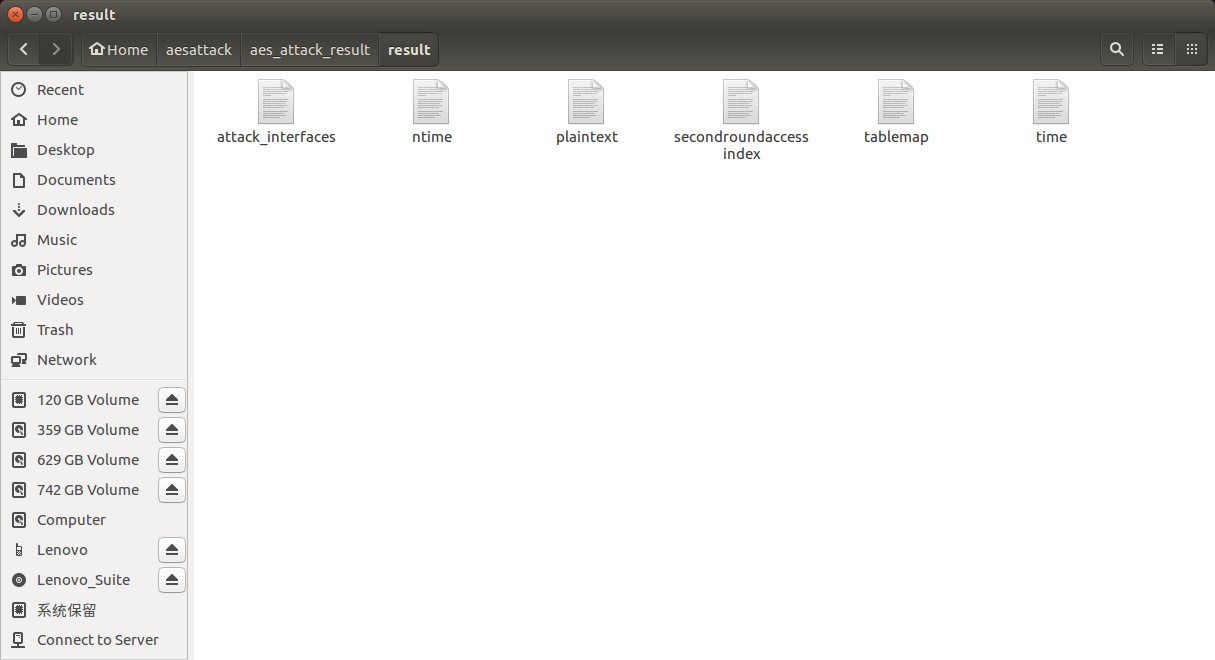 result
Home
aesattack
aes_attack_result
result
Recent
Home
Desktop
Documents
Downloads
Music
Pictures
Videos
Trash
Network
120 GB Volume
359 GB Volume
629 GB Volume
742 GB Volume
Computer
Lenovo
Lenovo_Suite
系统保留
Connect to Server
attack_interfaces
ntime
plaintext
secondroundaccess
index
tablemap
time